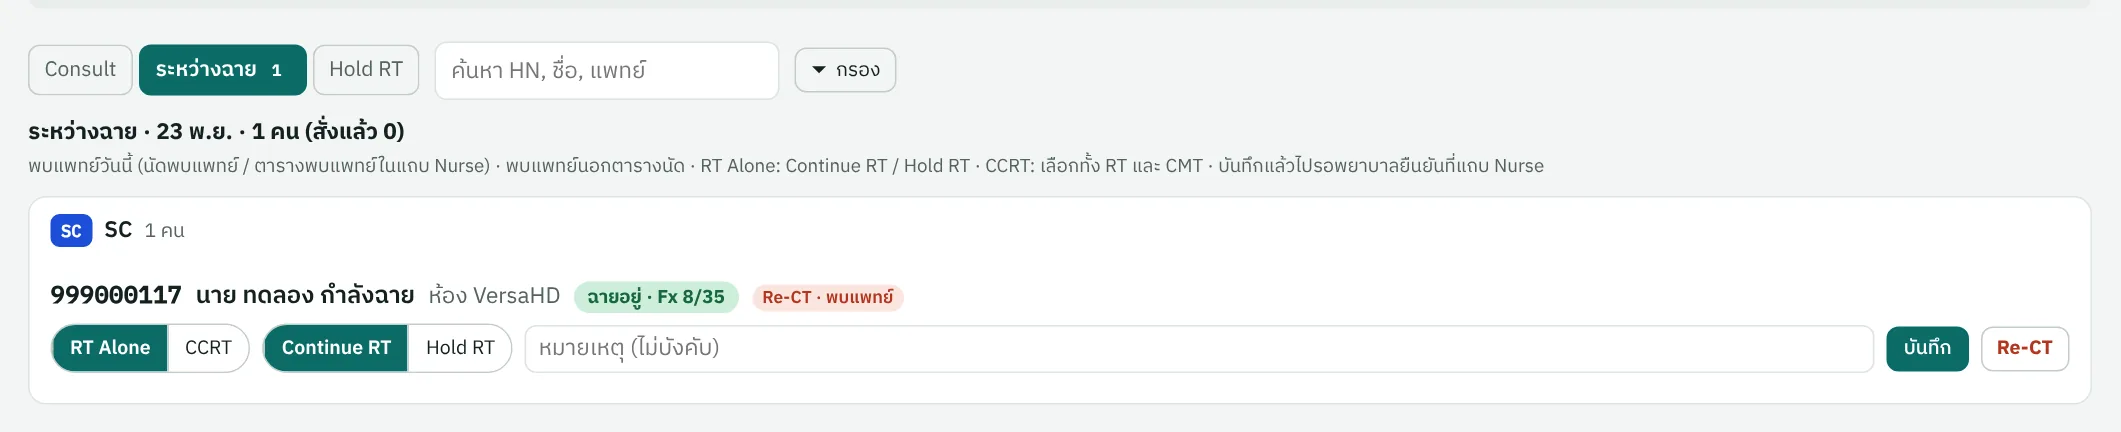 Consult ระหว่างฉาย 1 Hold RT ค้นหา HN, ชื่อ, แพทย์ กรอง
ระหว่างฉาย · 23 พ.ย. · 1 คน (สั่งแล้ว 0)
พบแพทย์วันนี้ (นัดพบแพทย์ / ตารางพบแพทย์ในแถบ Nurse) · พบแพทย์นอกตารางนัด · RT Alone: Continue RT / Hold RT · CCRT: เลือกทั้ง RT และ CMT · บันทึกแล้วไปรอพยาบาลยืนยันที่แถบ Nurse
SC SC 1 คน
999000117 นาย ทดลอง กำลังฉาย ห้อง VersaHD ฉายอยู่ · Fx 8/35 Re-CT · พบแพทย์
RT Alone CCRT Continue RT Hold RT หมายเหตุ (ไม่บังคับ) บันทึก Re-CT